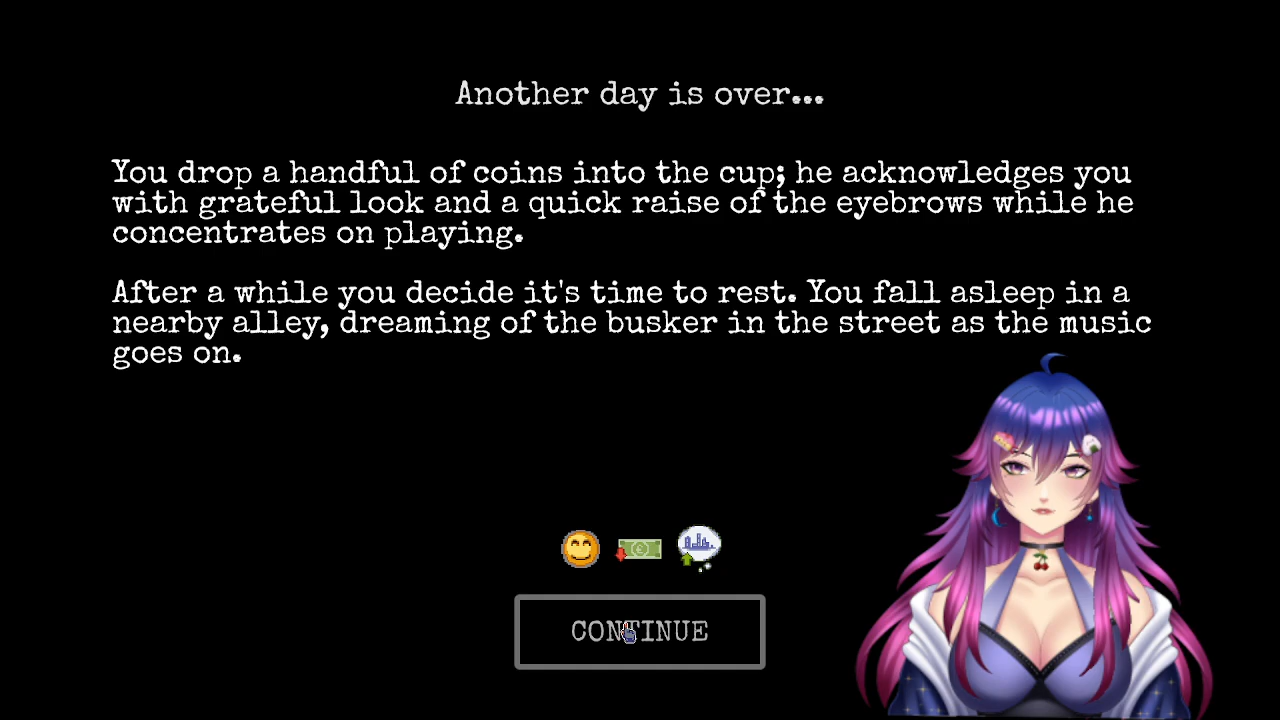 Another day is over...
You drop a handful of coins into the cup; he acknowledges you
with grateful look and a quick raise of the eyebrows while he
concentrates on playing.
After a while you decide it's time to rest. You fall asleep in a
nearby alley, dreaming of the busker in the street as the music
goes on.
CONTINUE